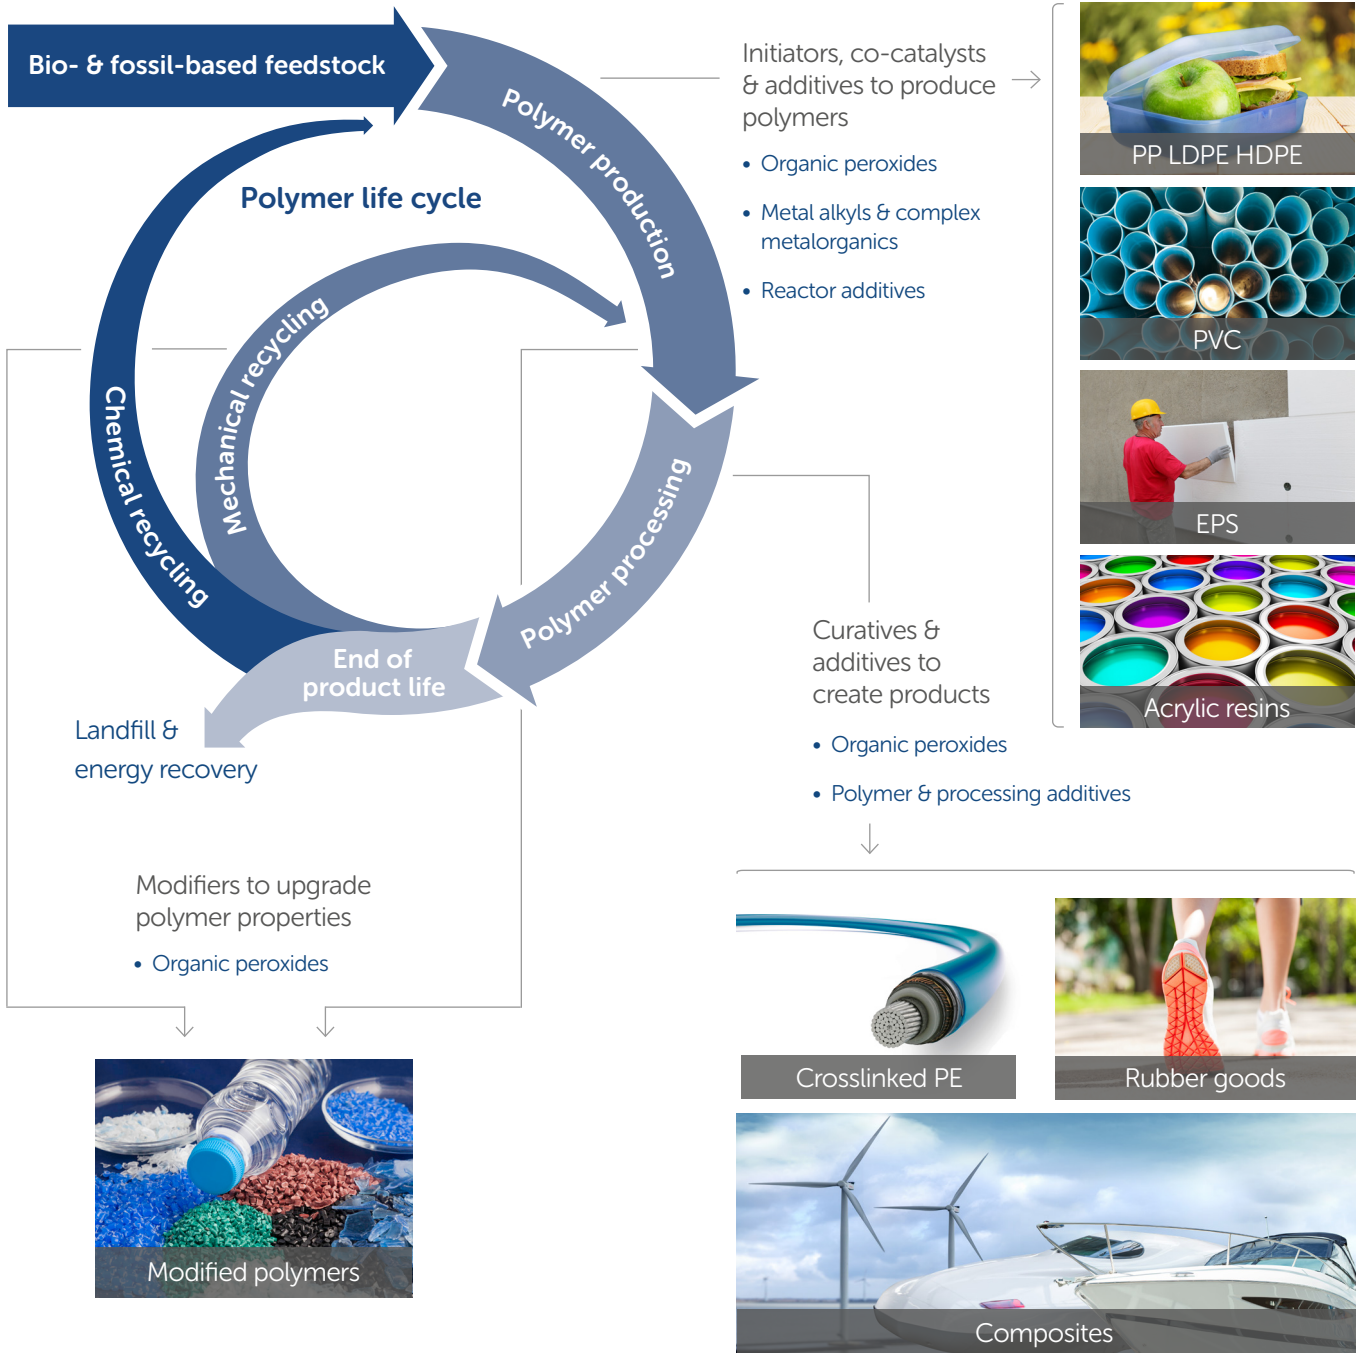 Bio- & fossil-based feedstock
Polymer production
Initiators, co-catalysts
& additives to produce
polymers
• Organic peroxides
• Metal alkyls & complex
metalorganics
• Reactor additives
PP LDPE HDPE
PVC
EPS
Acrylic resins
Polymer life cycle
Mechanical recycling
Chemical recycling
Polymer processing
End of
product life
Landfill &
energy recovery
Curatives &
additives to
create products
• Organic peroxides
• Polymer & processing additives
Modifiers to upgrade
polymer properties
• Organic peroxides
Modified polymers
Crosslinked PE
Rubber goods
Composites